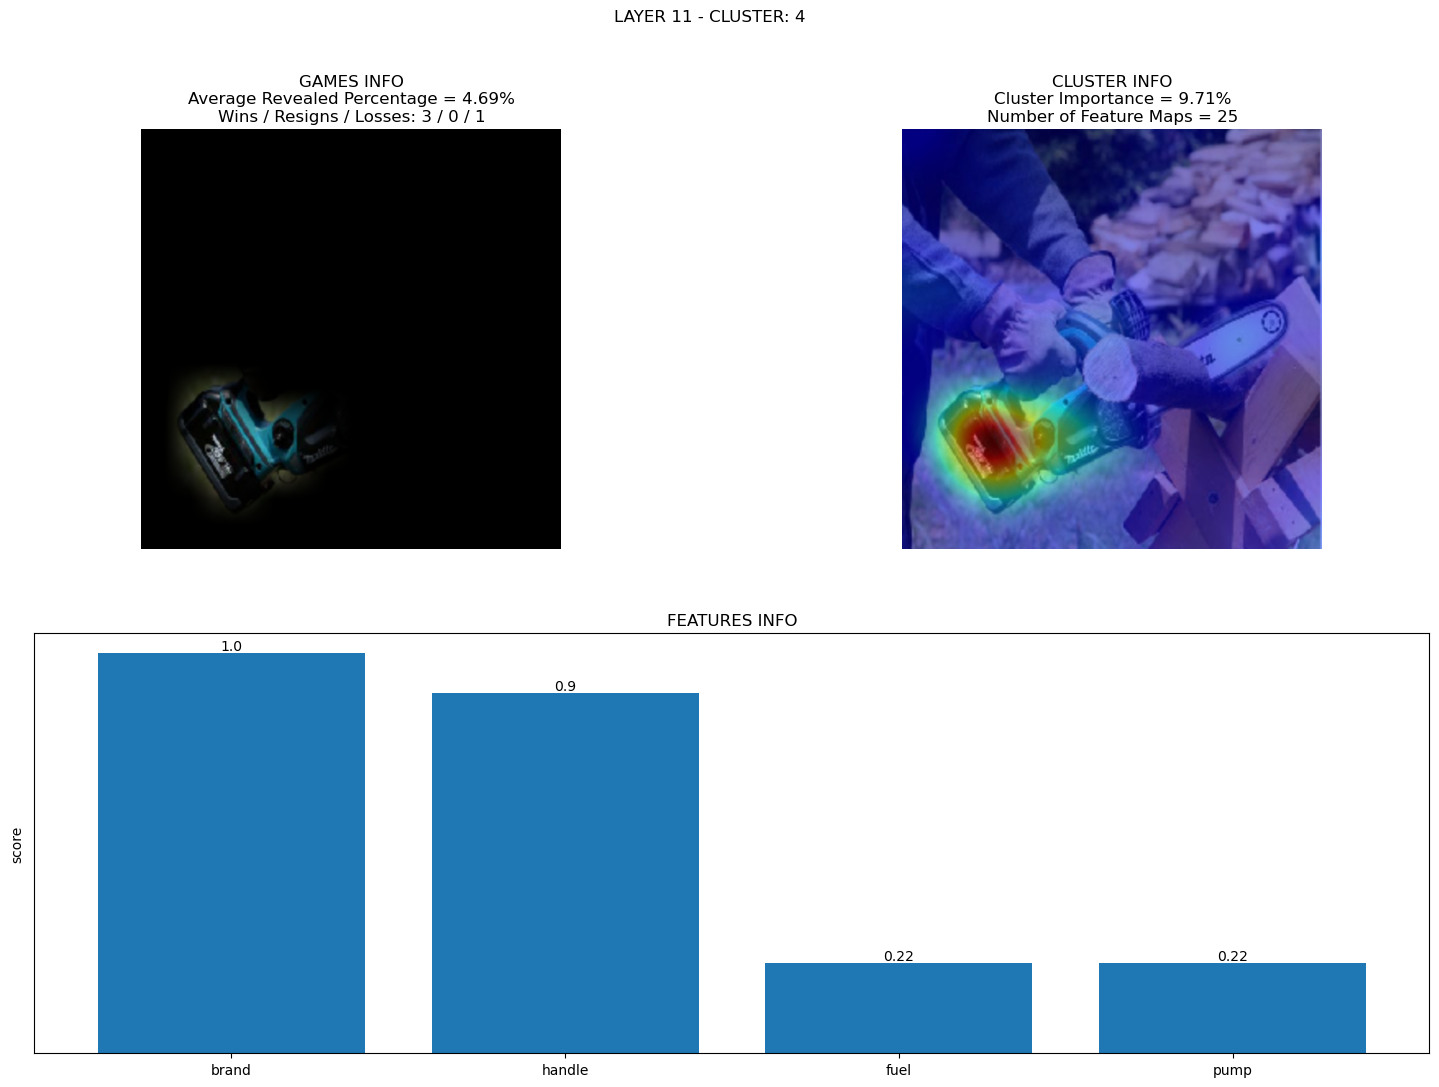 LAYER 11 - CLUSTER: 4
GAMES INFO
Average Revealed Percentage = 4.69%
Wins / Resigns / Losses: 3 / 0 / 1
CLUSTER INFO
Cluster Importance = 9.71%
Number of Feature Maps = 25
makita
makita
FEATURES INFO
score
1.0
0.9
0.22
0.22
brand
handle
fuel
pump